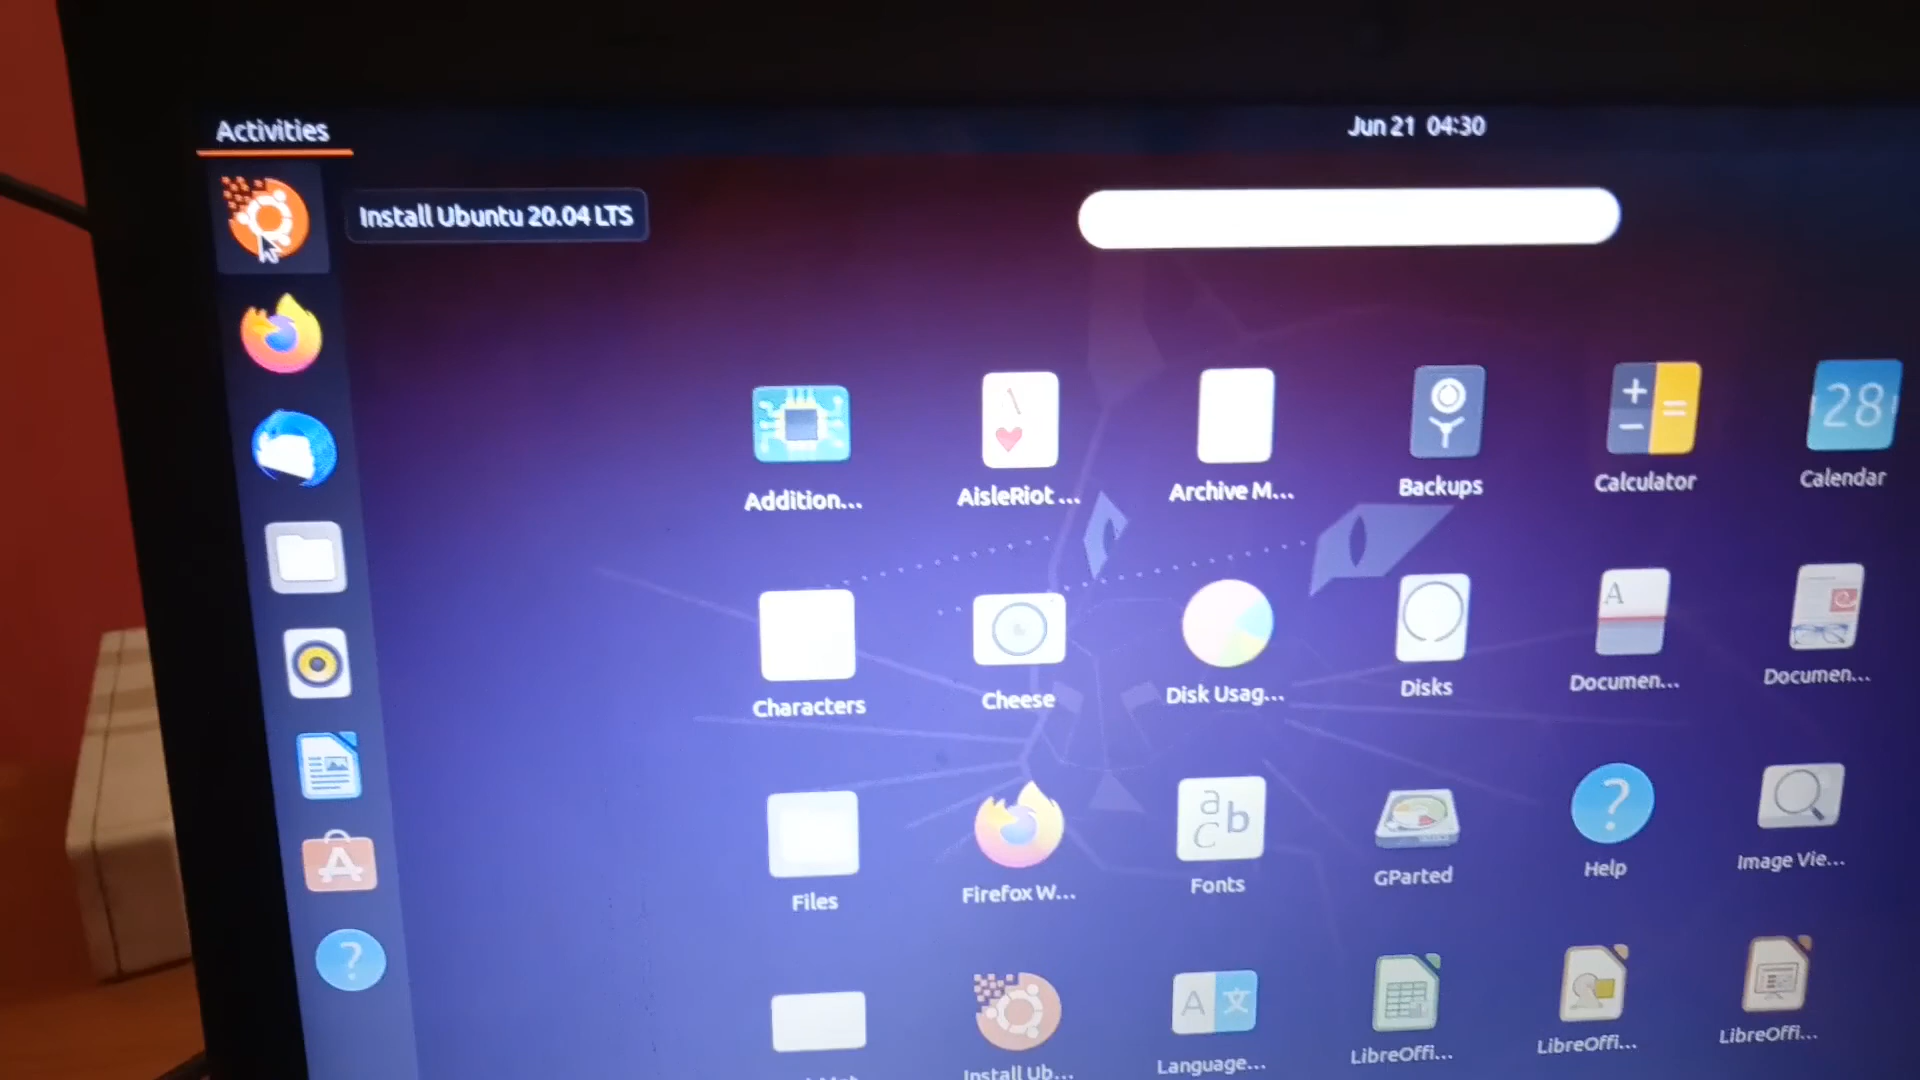 Activities
Jun 21 04:30
Install Ubuntu 20.04 LTS
Addition...
AisleRiot ...
Archive M...
Backups
Calculator
28
Calendar
Characters
Cheese
Disk Usag...
Disks
A
Documen...
Documen...
Files
Firefox W...
a b c
Fonts
GParted
?
Help
Image Vie...
?
Install Ub...
A 文
Language...
LibreOffi...
LibreOffi...
LibreOffi...